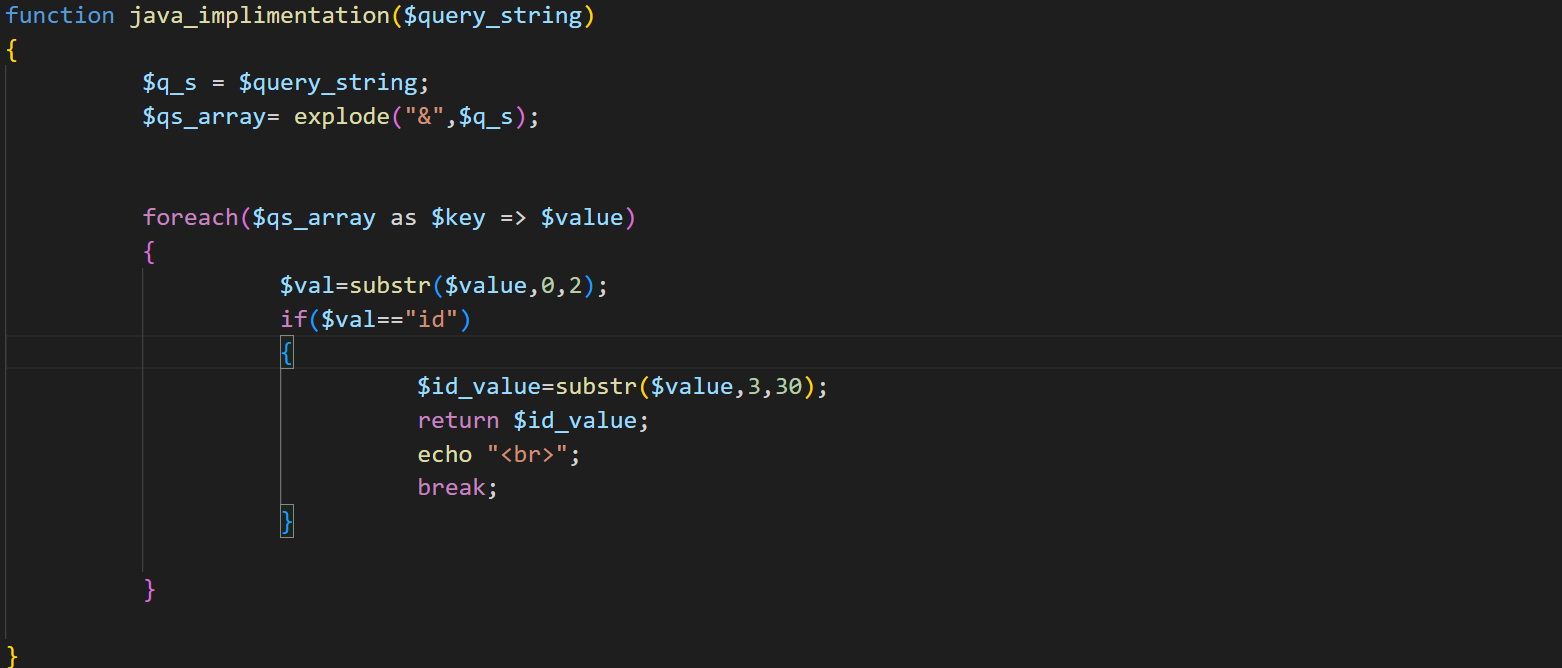 function java_implimentation($query_string)
{
$q_s = $query_string;
$qs_array= explode("&",$q_s);
foreach($qs_array as $key => $value)
{
$val=substr($value,0,2);
if($val=="id")
{
$id_value=substr($value,3,30);
return $id_value;
echo "<br>";
break;
}
}
}